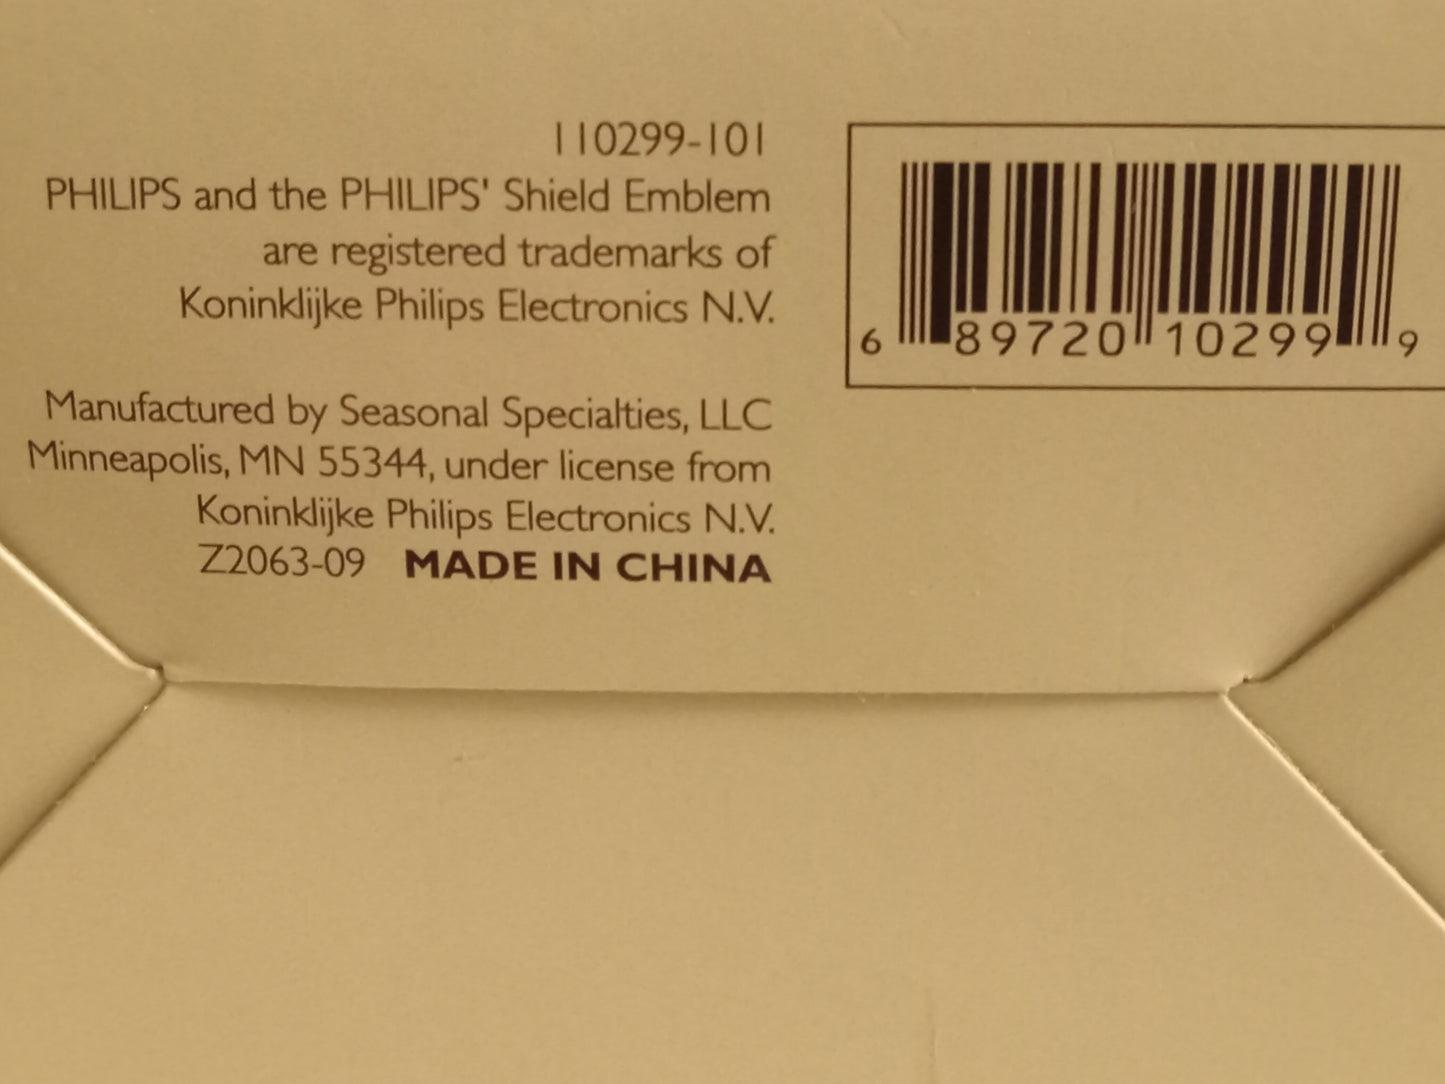 110299-101
PHILIPS and the PHILIPS' Shield Emblem
are registered trademarks of
Koninklijke Philips Electronics N.V.
Manufactured by Seasonal Specialties, LLC
Minneapolis, MN 55344, under license from
Koninklijke Philips Electronics N.V.
Z2063-09 MADE IN CHINA
6 89720 10299 9